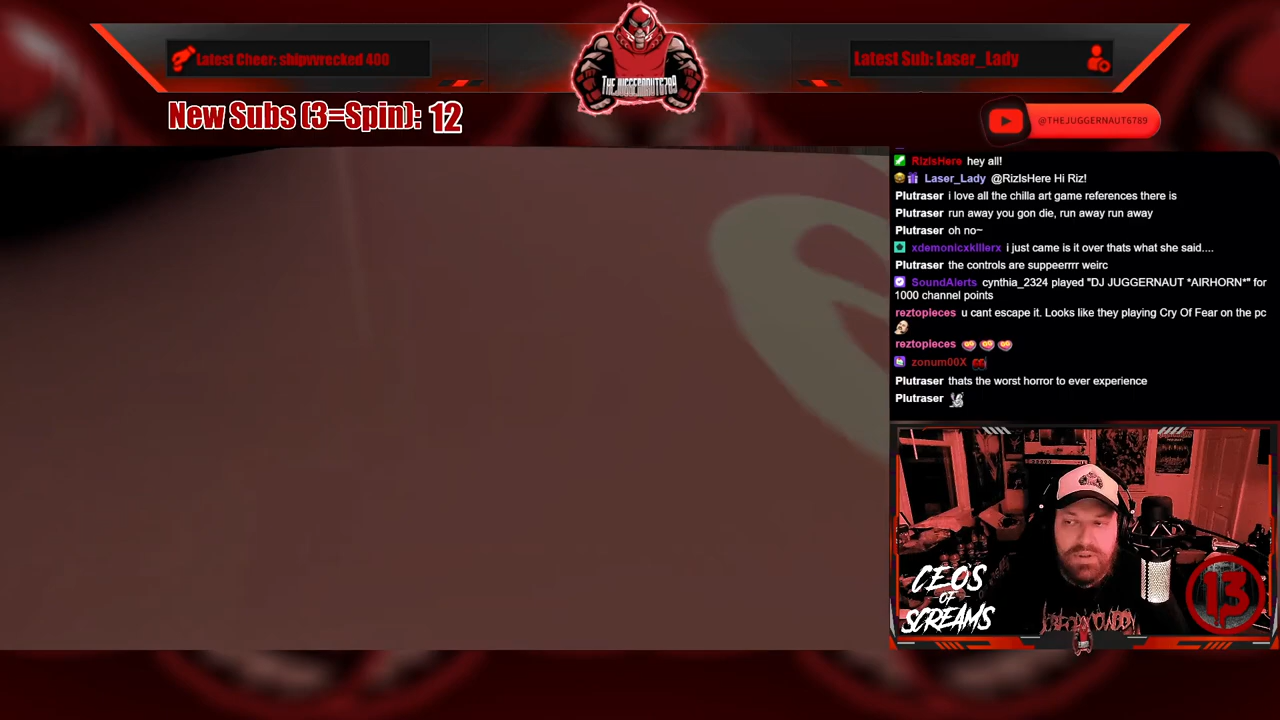 Latest Cheer: shipvvrecked 400
THEJUGGERNAUT6789
Latest Sub: Laser_Lady
New Subs (3=Spin): 12
@THEJUGGERNAUT6789
RizIsHere hey all!
Laser_Lady @RizIsHere Hi Riz!
Plutraser i love all the chilla art game references there is
Plutraser run away you gon die, run away run away
Plutraser oh no~
xdemonicxklllerx i just came is it over thats what she said....
Plutraser the controls are suppeerrrr weirc
SoundAlerts cynthia_2324 played "DJ JUGGERNAUT *AIRHORN*" for
1000 channel points
reztopieces u cant escape it. Looks like they playing Cry Of Fear on the pc
reztopieces
zonum00X
Plutraser thats the worst horror to ever experience
Plutraser
CEOS
OF
SCREAMS
13